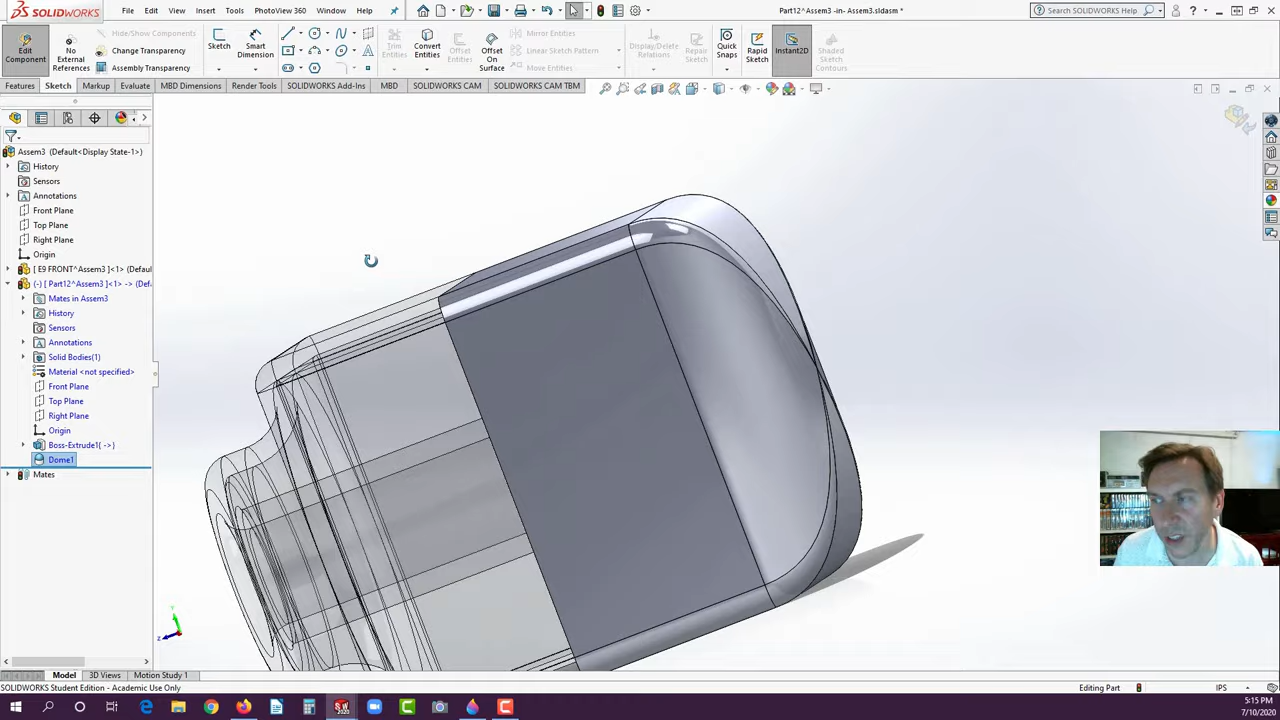 SOLIDWORKS File Edit View Insert Tools PhotoView 360 Window Help Part12^Assem3 -in- Assem3.sldasm * Search SOLIDWORKS Help
Edit Component No External References Hide/Show Components Change Transparency Assembly Transparency Sketch Smart Dimension Trim Entities Convert Entities Offset Entities Offset On Surface Mirror Entities Linear Sketch Pattern Move Entities Display/Delete Relations Repair Sketch Quick Snaps Rapid Sketch Instant2D Shaded Sketch Contours
Features Sketch Markup Evaluate MBD Dimensions Render Tools SOLIDWORKS Add-Ins MBD SOLIDWORKS CAM SOLIDWORKS CAM TBM
Assem3 (Default<Display State-1>)
History
Sensors
Annotations
Front Plane
Top Plane
Right Plane
Origin
[ E9 FRONT^Assem3 ]<1> (Defaul
(-) [ Part12^Assem3 ]<1> -> (Def
Mates in Assem3
History
Sensors
Annotations
Solid Bodies(1)
Material <not specified>
Front Plane
Top Plane
Right Plane
Origin
Boss-Extrude1{ ->}
Dome1
Mates
Y
Z
Model 3D Views Motion Study 1
SOLIDWORKS Student Edition - Academic Use Only Editing Part IPS
5:15 PM
7/10/2020